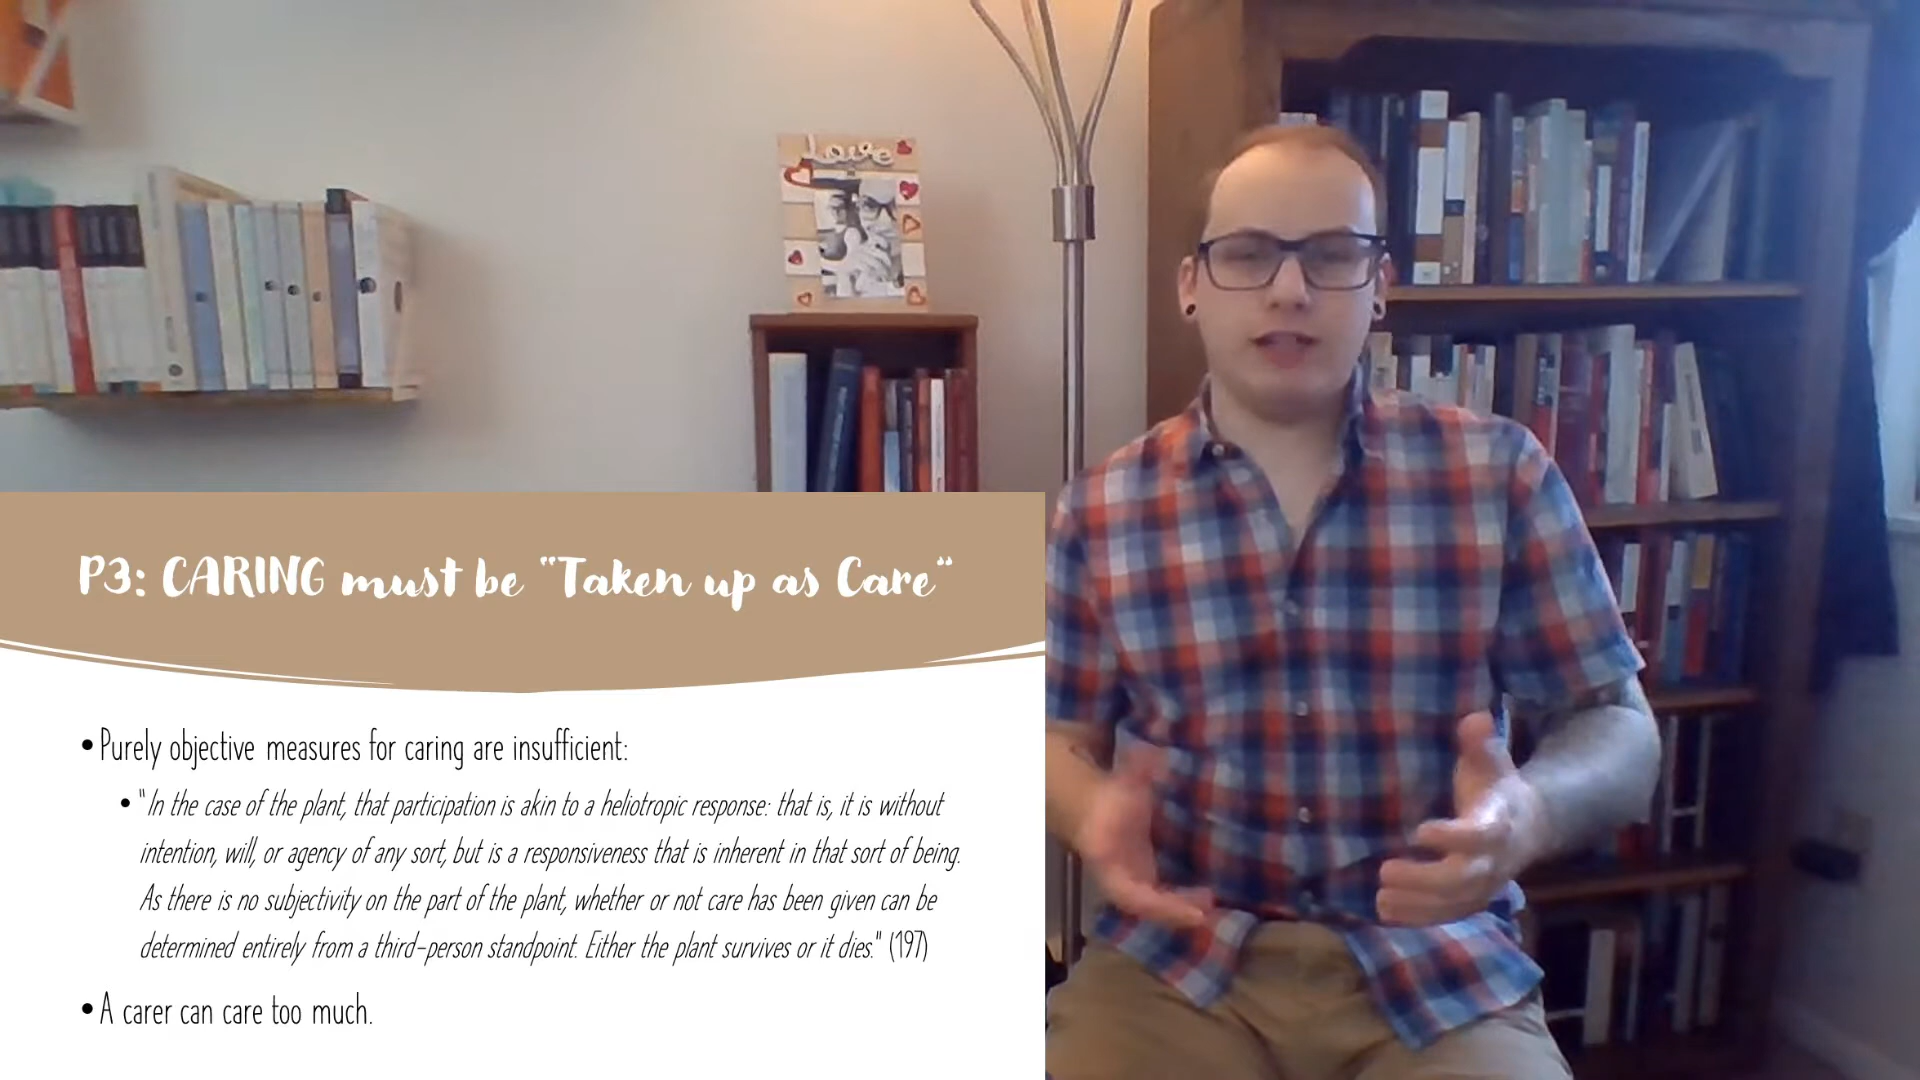 Love
P3: CARING must be "Taken up as Care"
• Purely objective measures for caring are insufficient:
• "In the case of the plant, that participation is akin to a heliotropic response: that is, it is without
intention, will, or agency of any sort, but is a responsiveness that is inherent in that sort of being.
As there is no subjectivity on the part of the plant, whether or not care has been given can be
determined entirely from a third-person standpoint. Either the plant survives or it dies." (197)
• A carer can care too much.